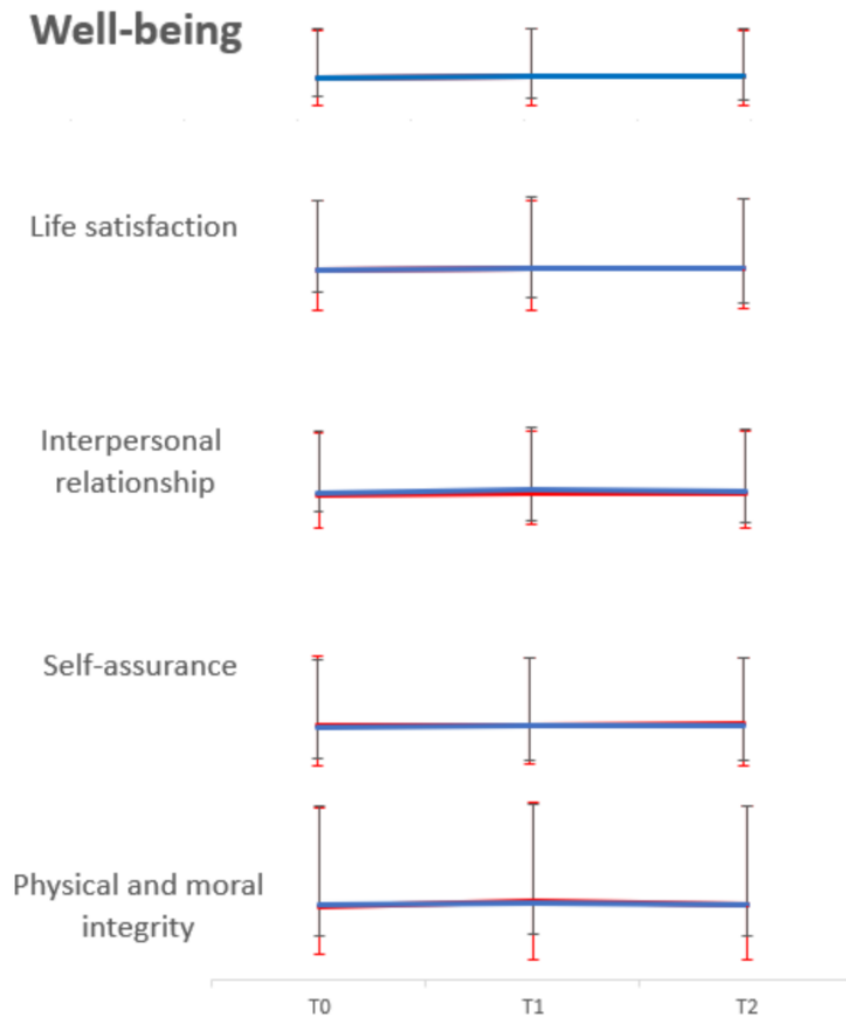 Well-being
Life satisfaction
Interpersonal
relationship
Self-assurance
Physical and moral
integrity
T0
T1
T2